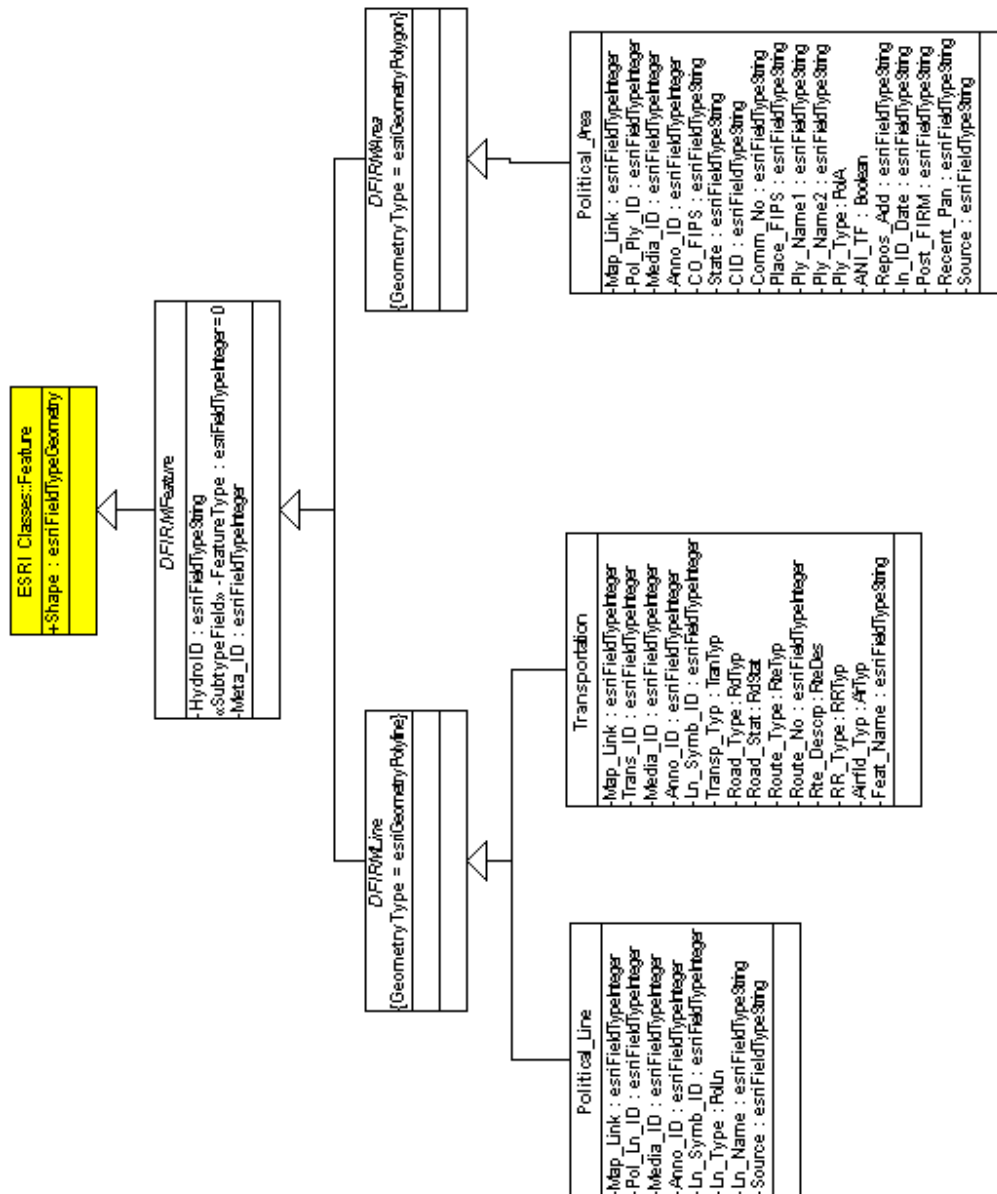 ESRI Classes::Feature
+Shape : esriFieldTypeGeometry
DFIRMFeature
-HydroID : esriFieldTypeString
«SubtypeField» -FeatureType : esriFieldTypeInteger = 0
-Meta_ID : esriFieldTypeInteger
DFIRMLine
{GeometryType = esriGeometryPolyline}
DFIRMArea
{GeometryType = esriGeometryPolygon}
Political_Line
-Map_Link : esriFieldTypeInteger
-Pol_Ln_ID : esriFieldTypeInteger
-Media_ID : esriFieldTypeInteger
-Anno_ID : esriFieldTypeInteger
-Ln_Symb_ID : esriFieldTypeInteger
-Ln_Type : PolLn
-Ln_Name : esriFieldTypeString
-Source : esriFieldTypeString
Transportation
-Map_Link : esriFieldTypeInteger
-Trans_ID : esriFieldTypeInteger
-Media_ID : esriFieldTypeInteger
-Anno_ID : esriFieldTypeInteger
-Ln_Symb_ID : esriFieldTypeInteger
-Transp_Typ : TranTyp
-Road_Type : RdTyp
-Road_Stat : RdStat
-Route_Type : RteTyp
-Route_No : esriFieldTypeInteger
-Rte_Descrp : RteDes
-RR_Type : RRTyp
-Airfld_Typ : AirTyp
-Feat_Name : esriFieldTypeString
Political_Area
-Map_Link : esriFieldTypeInteger
-Pol_Ply_ID : esriFieldTypeInteger
-Media_ID : esriFieldTypeInteger
-Anno_ID : esriFieldTypeInteger
-CO_FIPS : esriFieldTypeString
-State : esriFieldTypeString
-CID : esriFieldTypeString
-Comm_No : esriFieldTypeString
-Place_FIPS : esriFieldTypeString
-Ply_Name1 : esriFieldTypeString
-Ply_Name2 : esriFieldTypeString
-Ply_Type : PolA
-ANI_TF : Boolean
-Repos_Add : esriFieldTypeString
-In_ID_Date : esriFieldTypeString
-Post_FIRM : esriFieldTypeString
-Recent_Pan : esriFieldTypeString
-Source : esriFieldTypeString